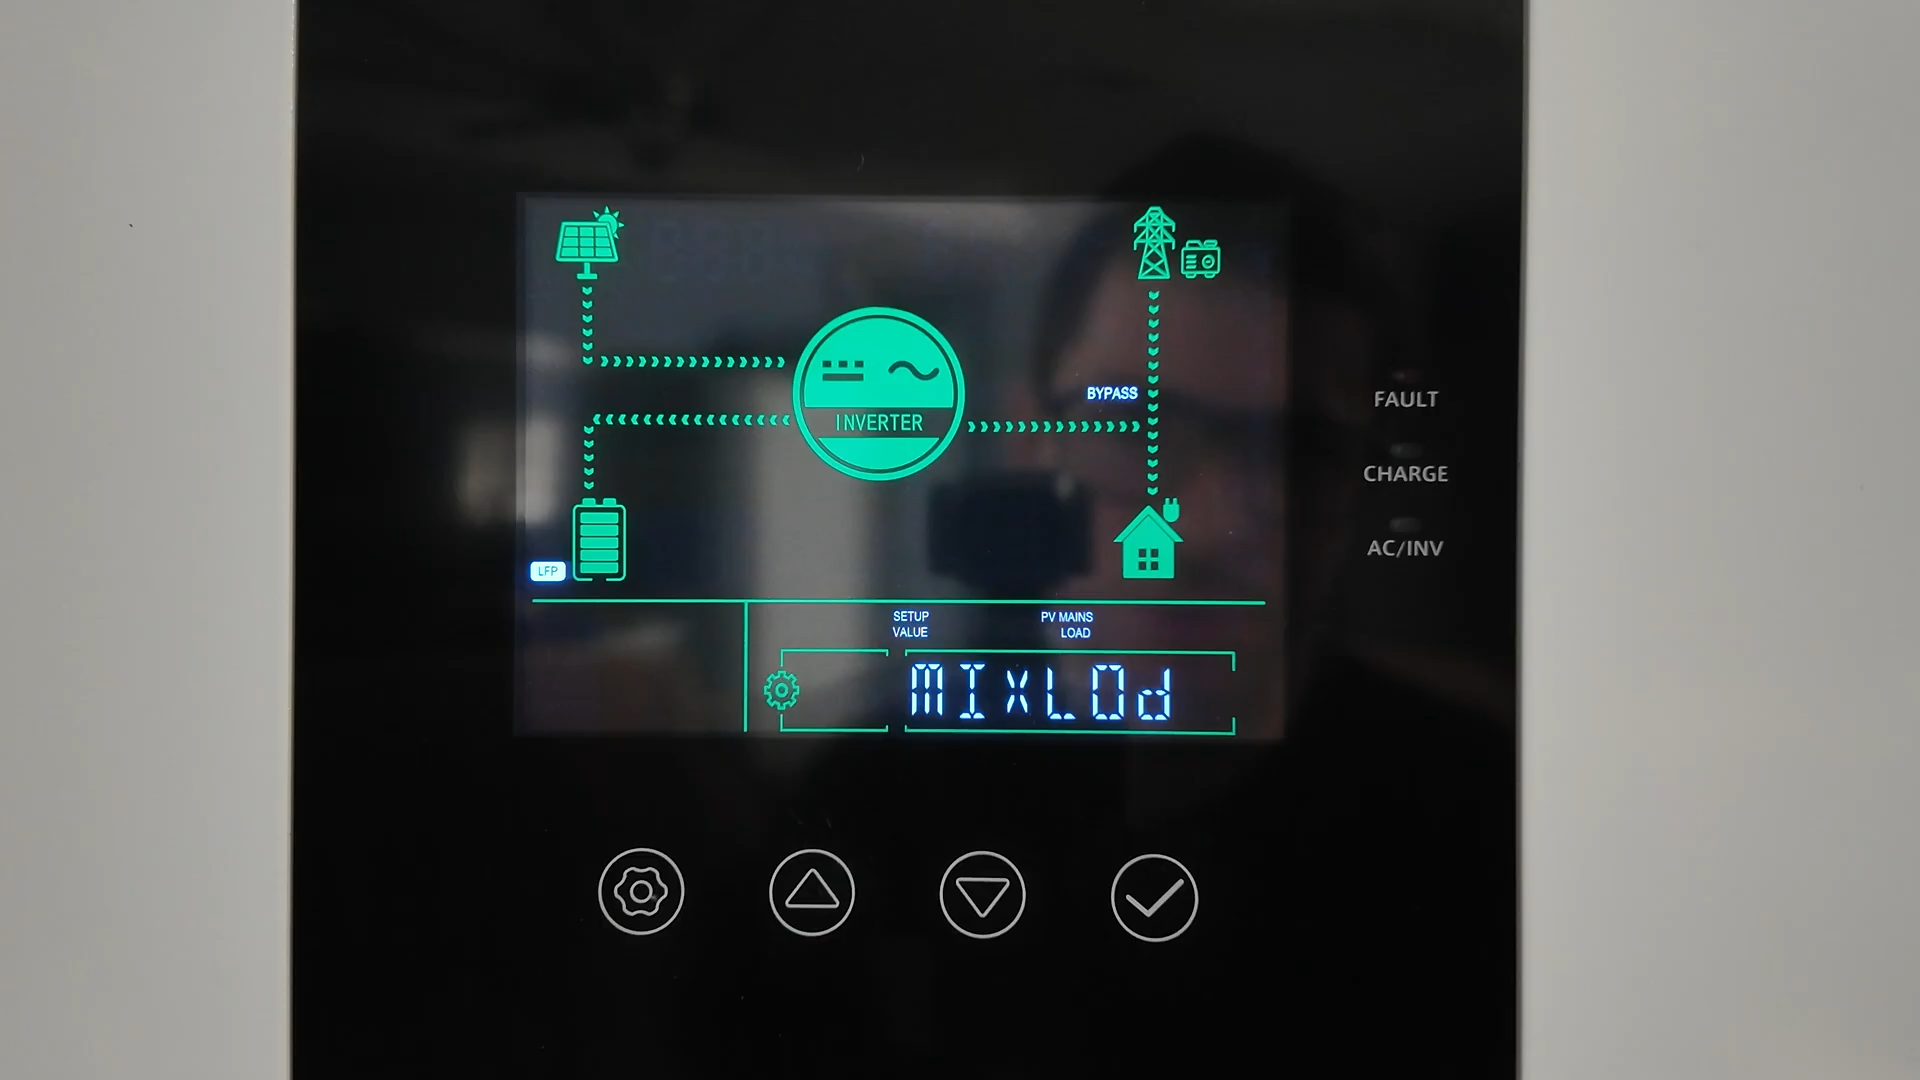 BYPASS
INVERTER
FAULT
CHARGE
AC/INV
LFP
SETUP
VALUE
PV MAINS
LOAD
MIXLOd